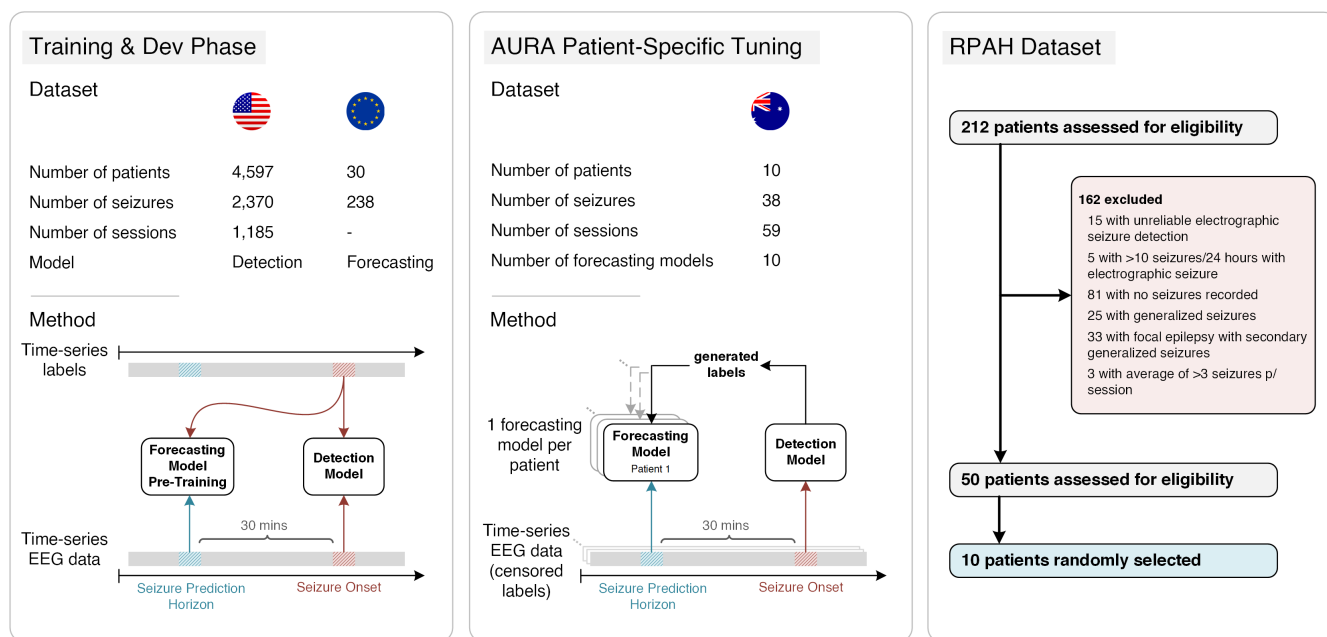 Training & Dev Phase
Dataset
Number of patients 4,597 30
Number of seizures 2,370 238
Number of sessions 1,185 -
Model Detection Forecasting
Method
Time-series
labels
Forecasting
Model
Pre-Training
Detection
Model
30 mins
Time-series
EEG data
Seizure Prediction
Horizon
Seizure Onset
AURA Patient-Specific Tuning
Dataset
Number of patients 10
Number of seizures 38
Number of sessions 59
Number of forecasting models 10
Method
generated
labels
1 forecasting
model per
patient
Forecasting
Model
Patient 1
Detection
Model
30 mins
Time-series
EEG data
(censored
labels)
Seizure Prediction
Horizon
Seizure Onset
RPAH Dataset
212 patients assessed for eligibility
162 excluded
15 with unreliable electrographic
seizure detection
5 with >10 seizures/24 hours with
electrographic seizure
81 with no seizures recorded
25 with generalized seizures
33 with focal epilepsy with secondary
generalized seizures
3 with average of >3 seizures p/
session
50 patients assessed for eligibility
10 patients randomly selected